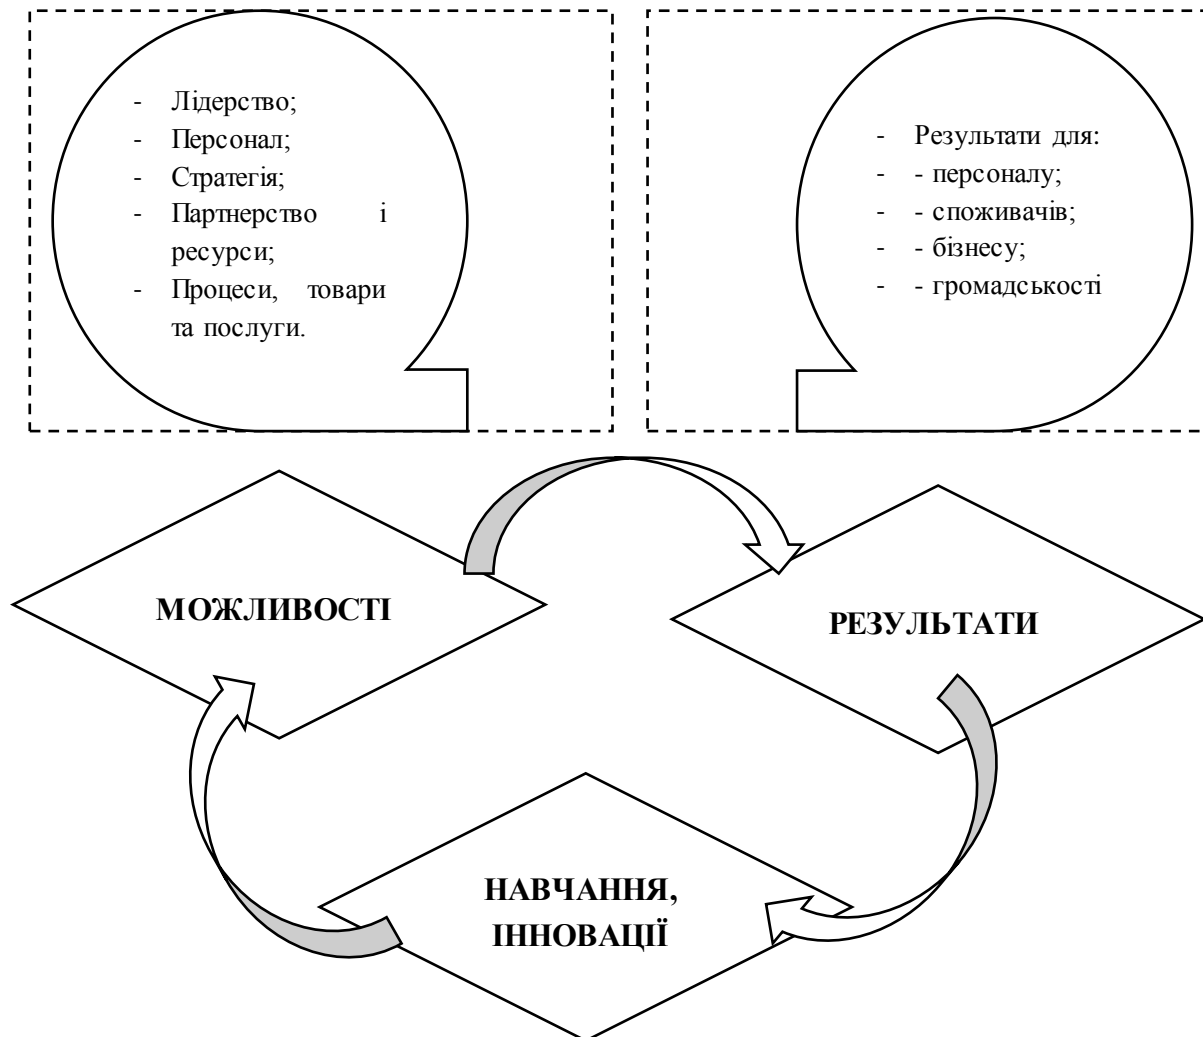 - Лідерство;
- Персонал;
- Стратегія;
- Партнерство і
ресурси;
- Процеси, товари
та послуги.
- Результати для:
- - персоналу;
- - споживачів;
- - бізнесу;
- - громадськості
МОЖЛИВОСТІ
РЕЗУЛЬТАТИ
НАВЧАННЯ,
ІННОВАЦІЇ